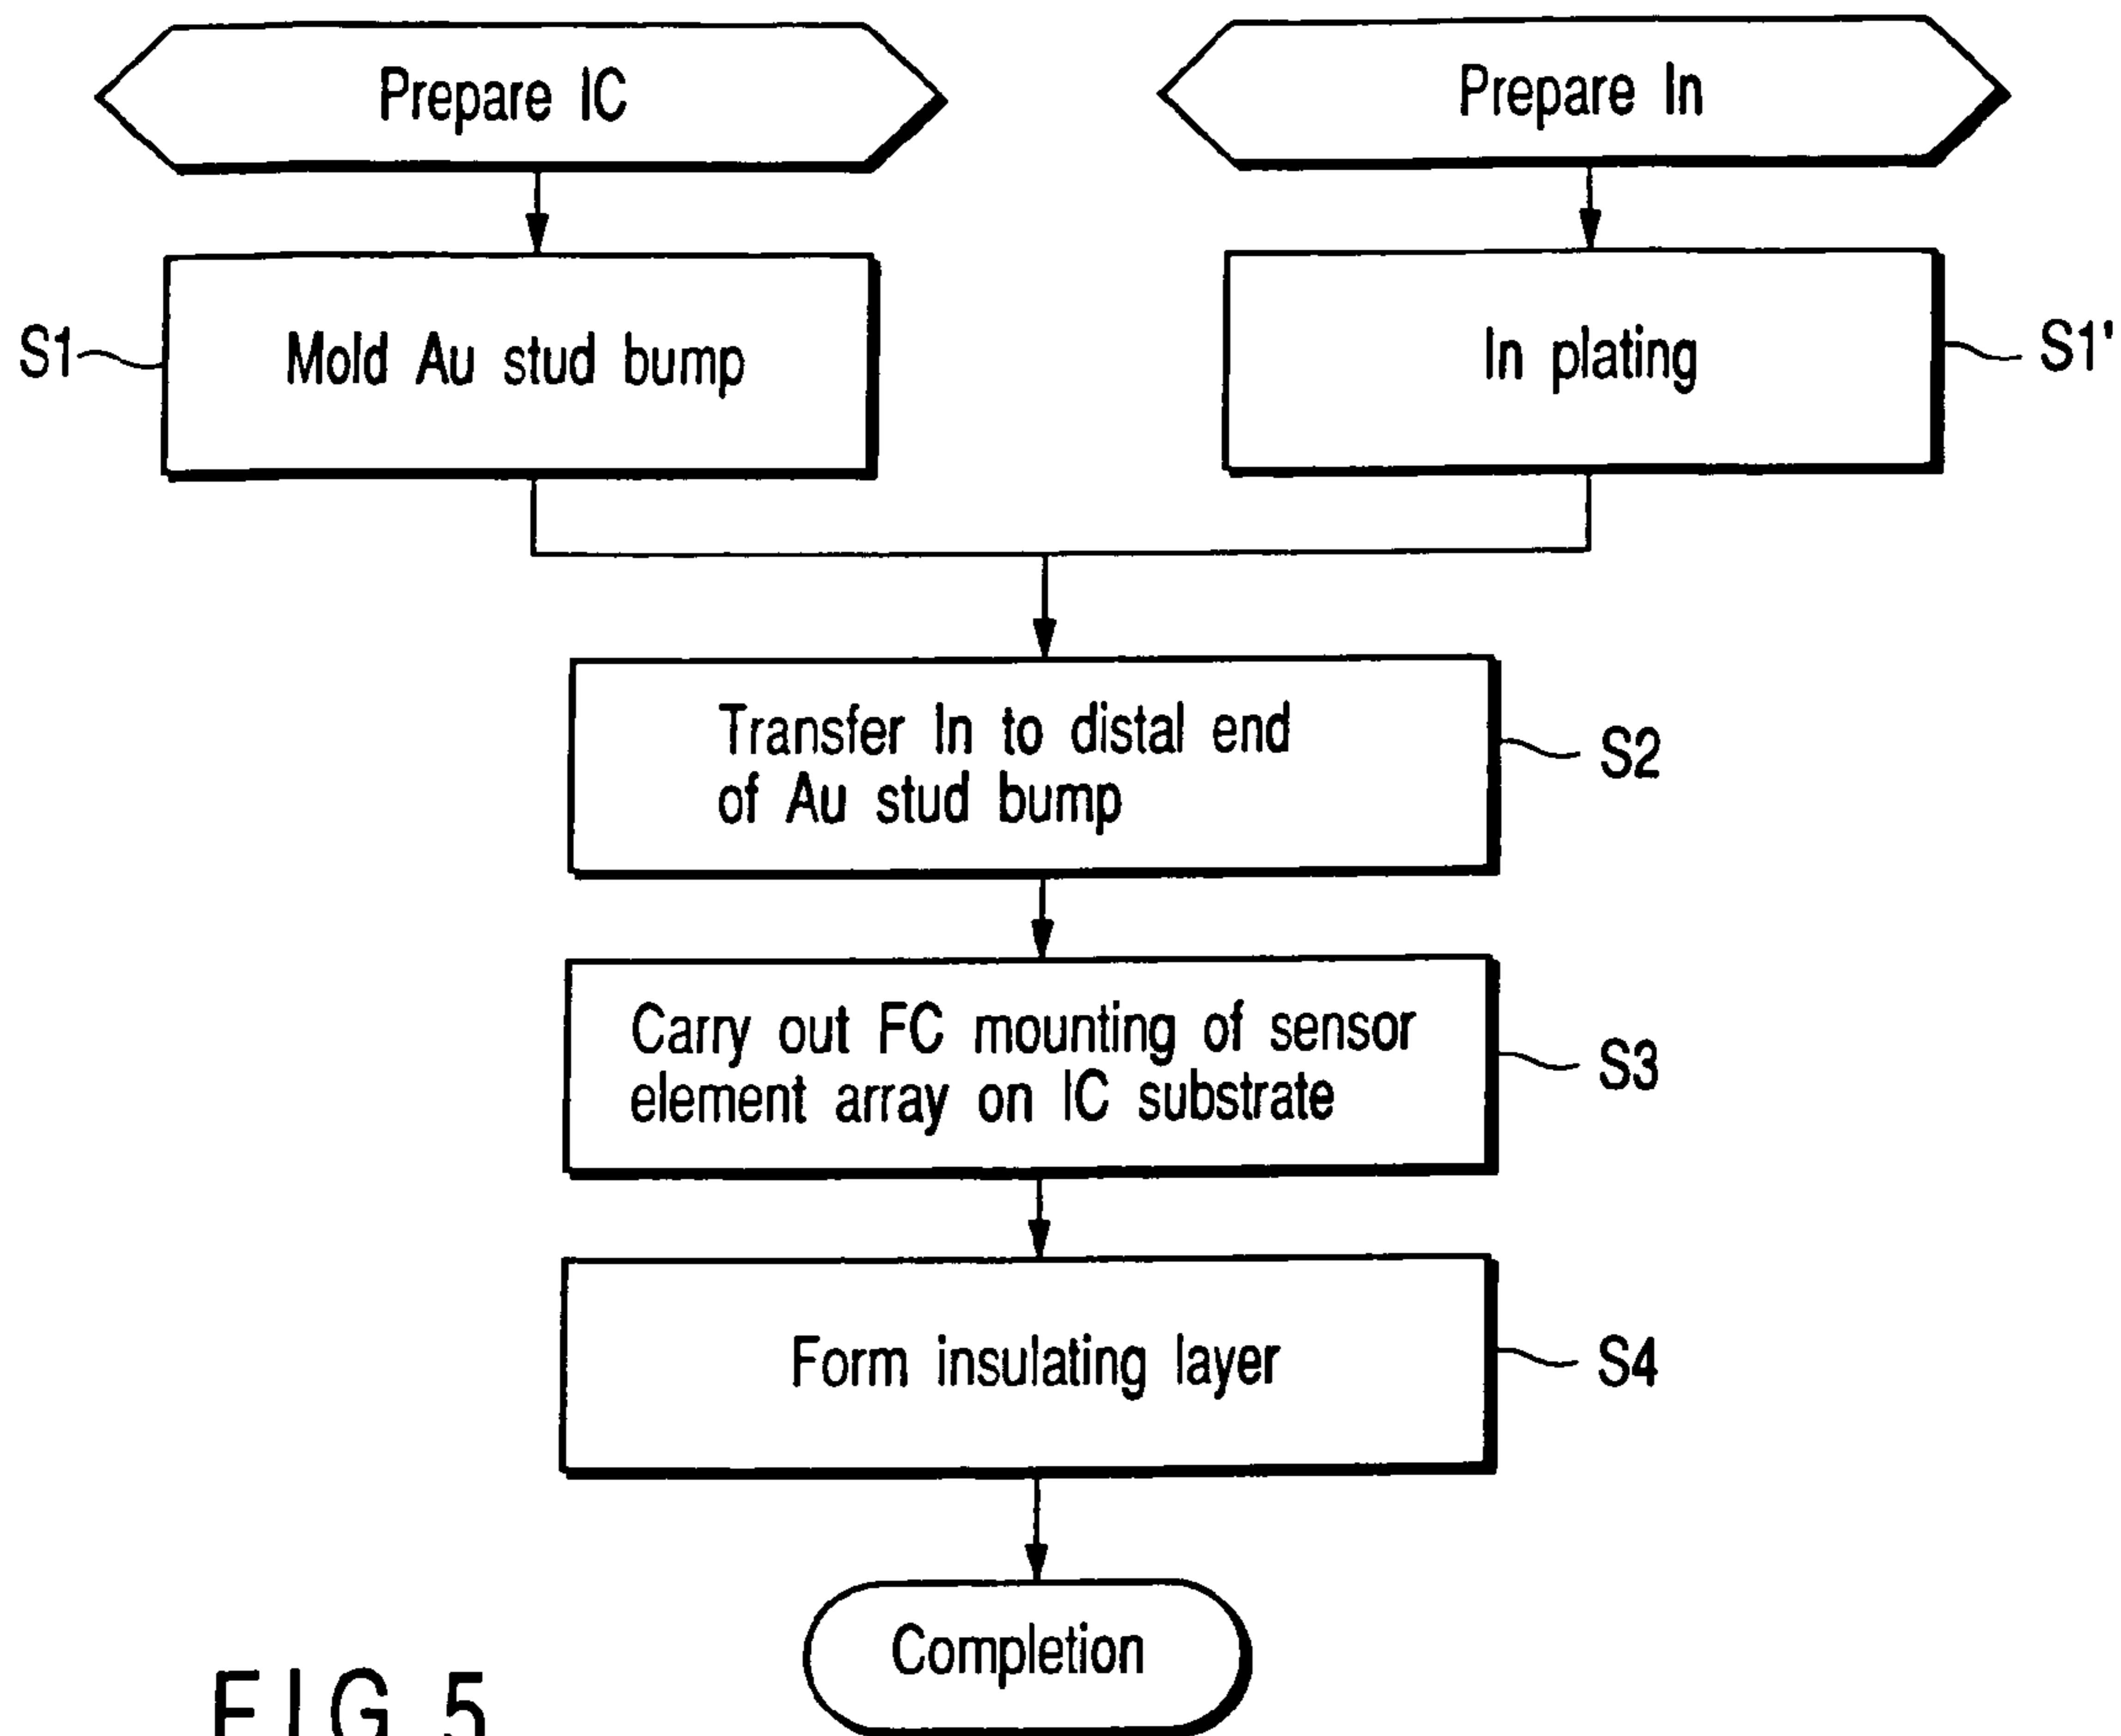 Prepare IC
Prepare In
S1
Mold Au stud bump
In plating
S1'
Transfer In to distal end
of Au stud bump
S2
Carry out FC mounting of sensor
element array on IC substrate
S3
Form insulating layer
S4
Completion
FIG. 5